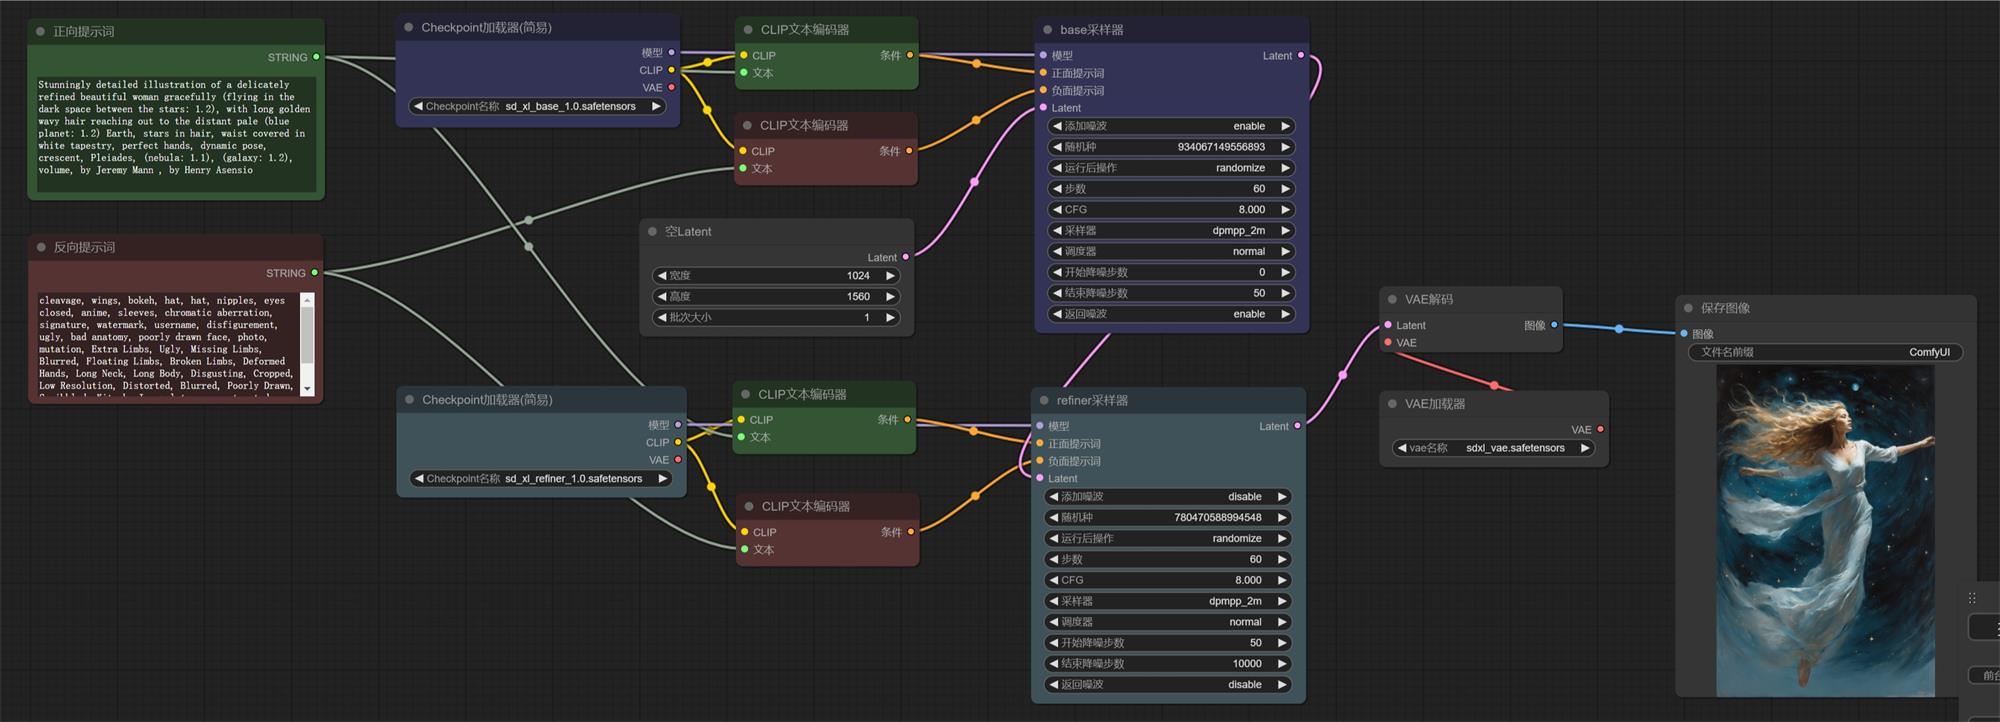 正向提示词
STRING
Stunningly detailed illustration of a delicately
refined beautiful woman gracefully (flying in the
dark space between the stars: 1.2), with long golden
wavy hair reaching out to the distant pale (blue
planet: 1.2) Earth, stars in hair, waist covered in
white tapestry, perfect hands, dynamic pose,
crescent, Pleiades, (nebula: 1.1), (galaxy: 1.2),
volume, by Jeremy Mann , by Henry Asensio
反向提示词
STRING
cleavage, wings, bokeh, hat, hat, nipples, eyes
closed, anime, sleeves, chromatic aberration,
signature, watermark, username, disfigurement,
ugly, bad anatomy, poorly drawn face, photo,
mutation, Extra Limbs, Ugly, Missing Limbs,
Blurred, Floating Limbs, Broken Limbs, Deformed
Hands, Long Neck, Long Body, Disgusting, Cropped,
Low Resolution, Distorted, Blurred, Poorly Drawn,
Checkpoint加载器(简易)
模型
CLIP
VAE
Checkpoint名称 sd_xl_base_1.0.safetensors
CLIP文本编码器
CLIP 条件
文本
CLIP文本编码器
CLIP 条件
文本
空Latent
Latent
宽度 1024
高度 1560
批次大小 1
Checkpoint加载器(简易)
模型
CLIP
VAE
Checkpoint名称 sd_xl_refiner_1.0.safetensors
CLIP文本编码器
CLIP 条件
文本
CLIP文本编码器
CLIP 条件
文本
base采样器
模型 Latent
正面提示词
负面提示词
Latent
添加噪波 enable
随机种 934067149556893
运行后操作 randomize
步数 60
CFG 8.000
采样器 dpmpp_2m
调度器 normal
开始降噪步数 0
结束降噪步数 50
返回噪波 enable
refiner采样器
模型 Latent
正面提示词
负面提示词
Latent
添加噪波 disable
随机种 780470588994548
运行后操作 randomize
步数 60
CFG 8.000
采样器 dpmpp_2m
调度器 normal
开始降噪步数 50
结束降噪步数 10000
返回噪波 disable
VAE解码
Latent 图像
VAE
VAE加载器
VAE
vae名称 sdxl_vae.safetensors
保存图像
图像
文件名前缀 ComfyUI